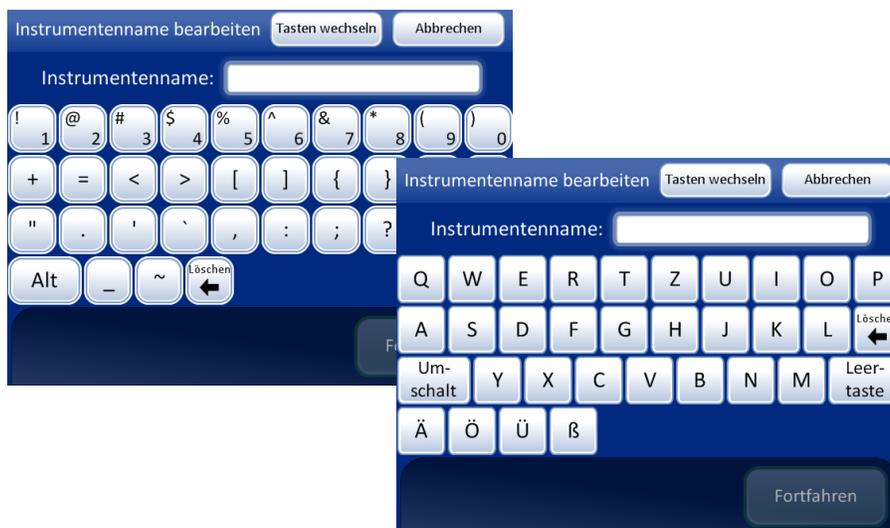 Instrumentenname bearbeiten Tasten wechseln Abbrechen
Instrumentenname:
! 1 @ 2 # 3 $ 4 % 5 ^ 6 & 7 * 8 ( 9 ) 0
+ = < > [ ] { }
" . ' ` , : ; ?
Alt _ ~ Löschen
Instrumentenname bearbeiten Tasten wechseln Abbrechen
Instrumentenname:
Q W E R T Z U I O P
A S D F G H J K L Lösche
Um-
schalt Y X C V B N M Leer-
taste
Ä Ö Ü ß
Fortfahren